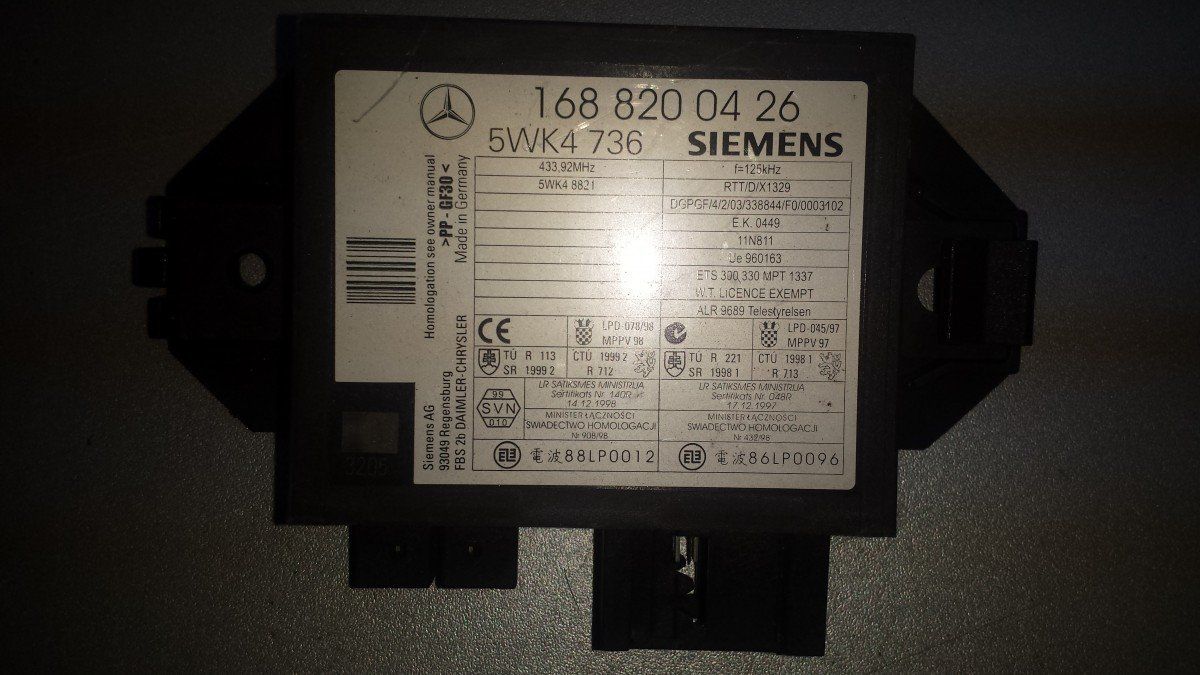 168 820 04 26
5WK4 736 SIEMENS
433,92MHz f=125kHz
5WK4 8821 RTT/D/X1329
DGPGF/4/2/03/338844/F0/0003102
E.K. 0449
11N811
Ue 960163
ETS 300 330 MPT 1337
W.T. LICENCE EXEMPT
ALR 9689 Telestyrelsen
CE LPD-078/98 LPD-045/97
MPPV 98 MPPV 97
TÚ R 113 ČTÚ 1999 2 TÚ R 221 ČTÚ 1998 1
SR 1999 2 R 712 SR 1998 1 R 713
LR SATIKSMES MINISTRIJA LR SATIKSMES MINISTRIJA
Sertifikats Nr. 140R Sertifikats Nr. 048R
14.12.1998 17.12.1997
99
SVN
010
MINISTER ŁĄCZNOŚCI MINISTER ŁĄCZNOŚCI
ŚWIADECTWO HOMOLOGACJI ŚWIADECTWO HOMOLOGACJI
Nr 908/98 Nr 432/98
電波88LP0012 電波86LP0096
Homologation see owner manual
>PP-GF30<
Made in Germany
Siemens AG
93049 Regensburg
FBS 2b DAIMLER-CHRYSLER